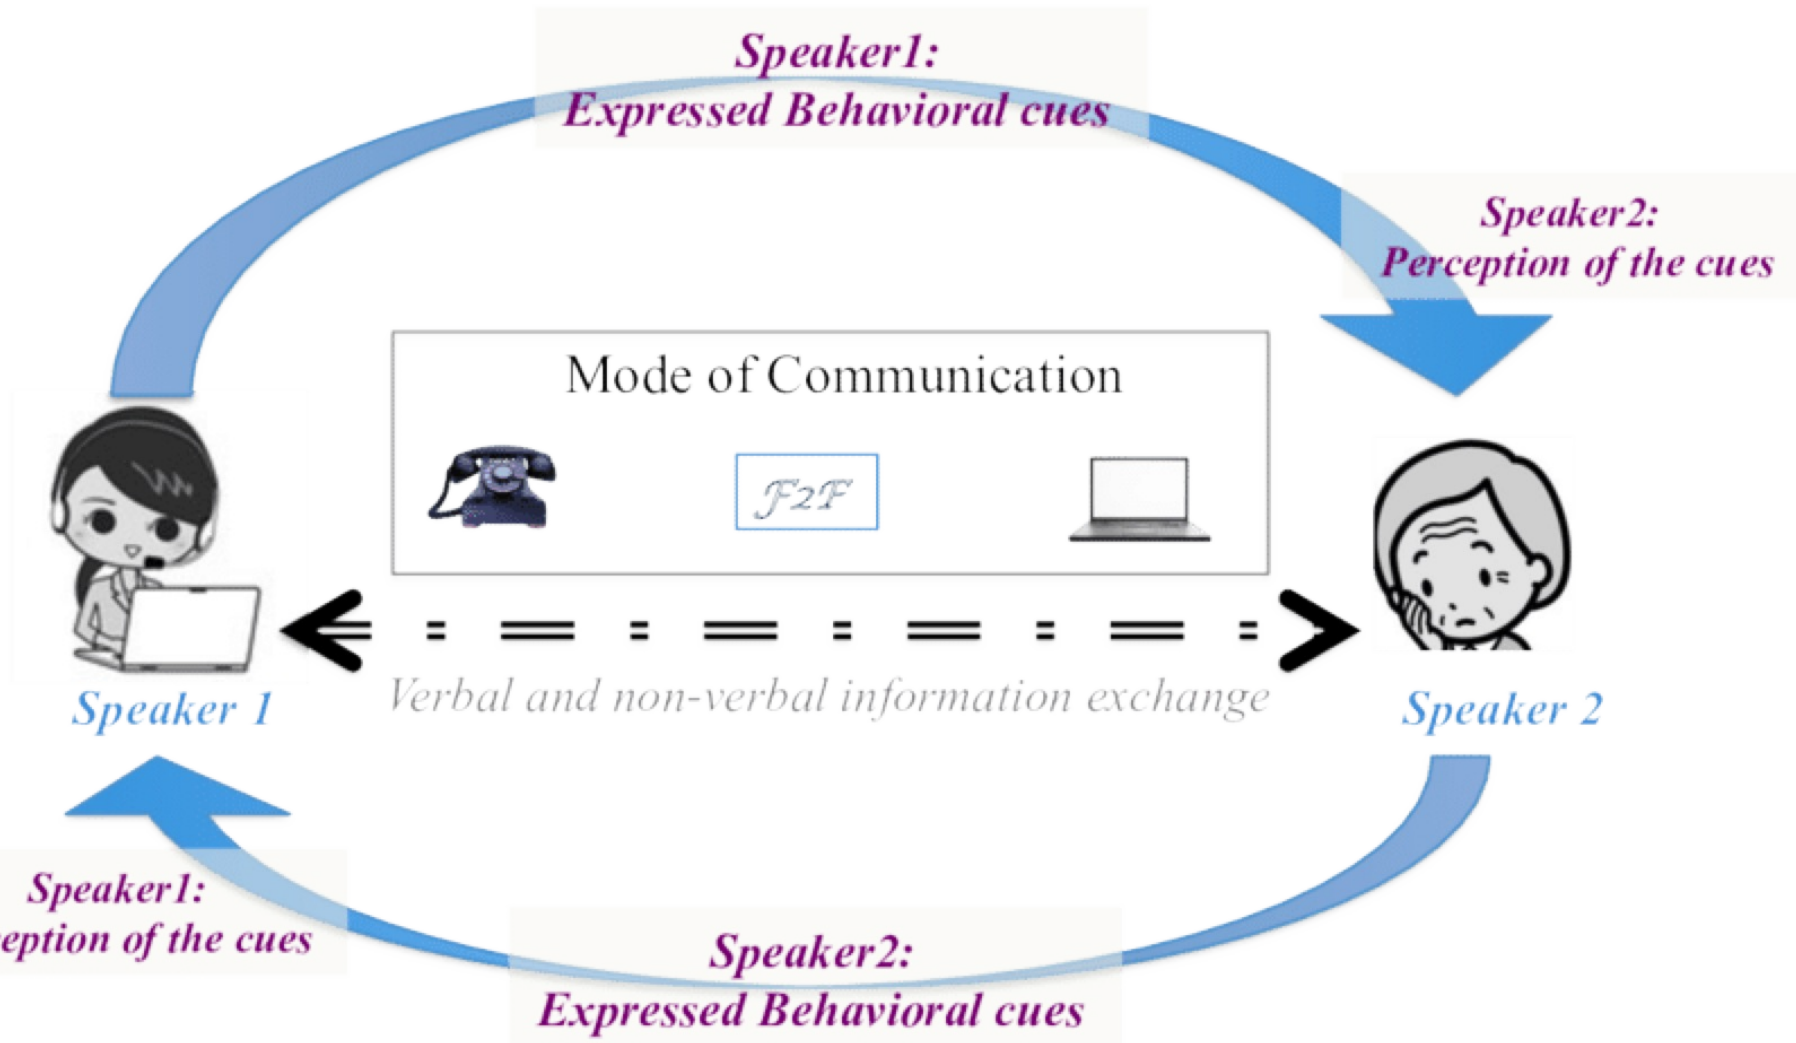 Speaker1:
Expressed Behavioral cues
Speaker2:
Perception of the cues
Mode of Communication
F2F
Verbal and non-verbal information exchange
Speaker 1
Speaker 2
Speaker1:
of the cues
Speaker2:
Expressed Behavioral cues